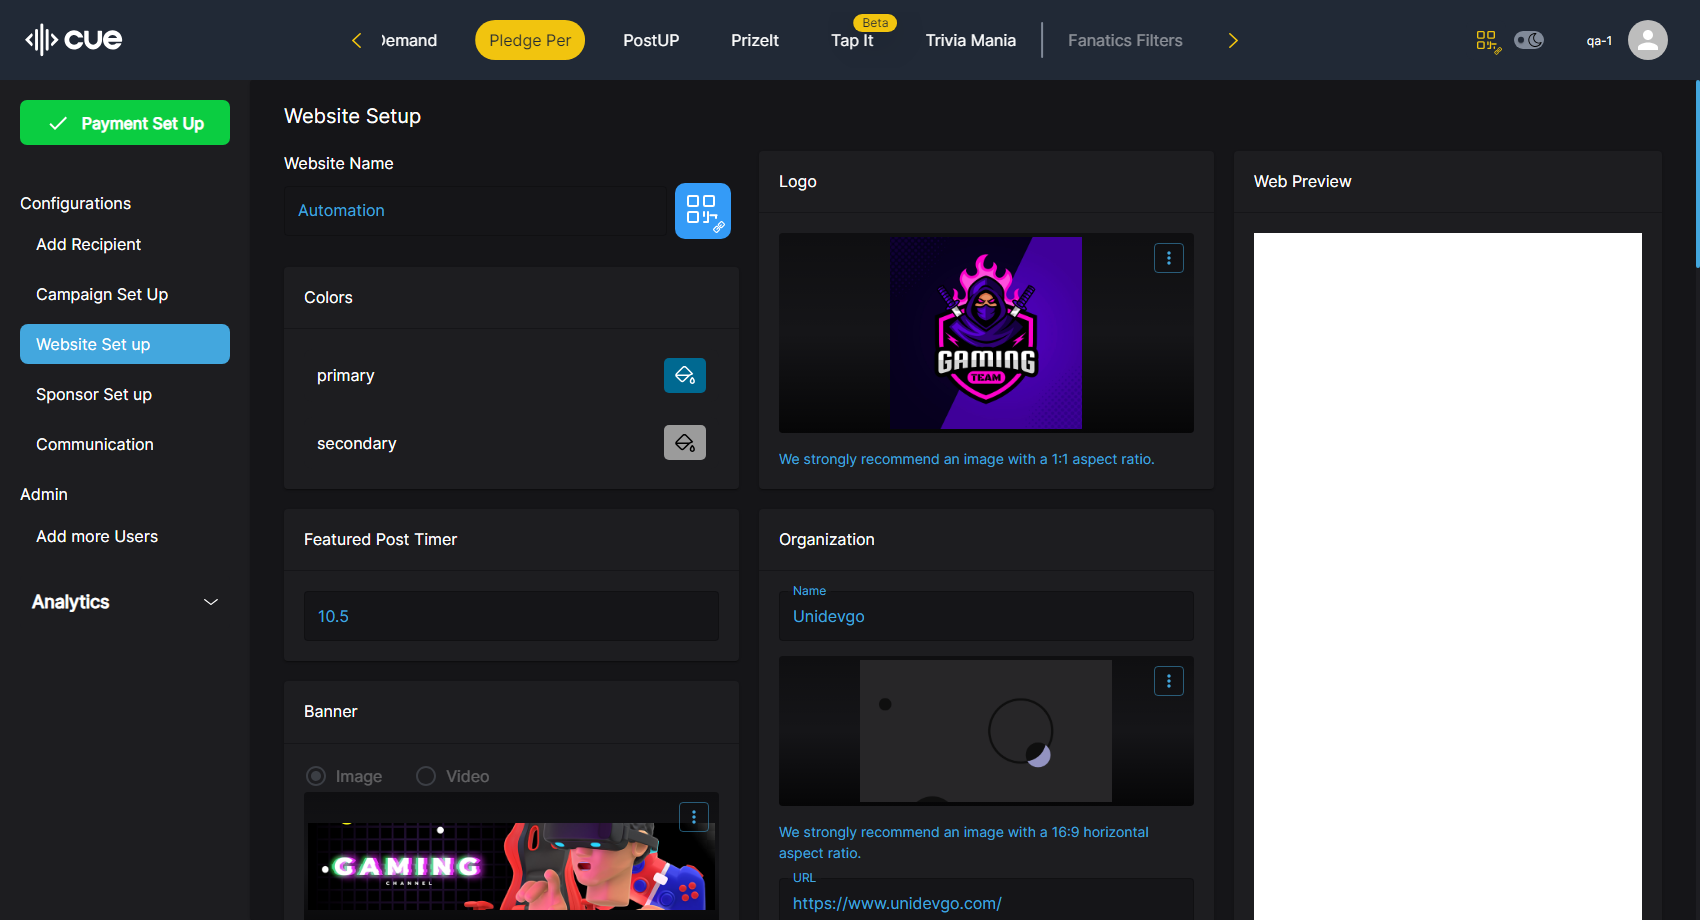 cue
Demand
Pledge Per
PostUP
PrizeIt
Beta
Tap It
Trivia Mania
Fanatics Filters
qa-1
Payment Set Up
Configurations
Add Recipient
Campaign Set Up
Website Set up
Sponsor Set up
Communication
Admin
Add more Users
Analytics
Website Setup
Website Name
Automation
Colors
primary
secondary
Featured Post Timer
10.5
Banner
Image
Video
GAMING
CHANNEL
Logo
GAMING
TEAM
We strongly recommend an image with a 1:1 aspect ratio.
Organization
Name
Unidevgo
We strongly recommend an image with a 16:9 horizontal
aspect ratio.
URL
https://www.unidevgo.com/
Web Preview